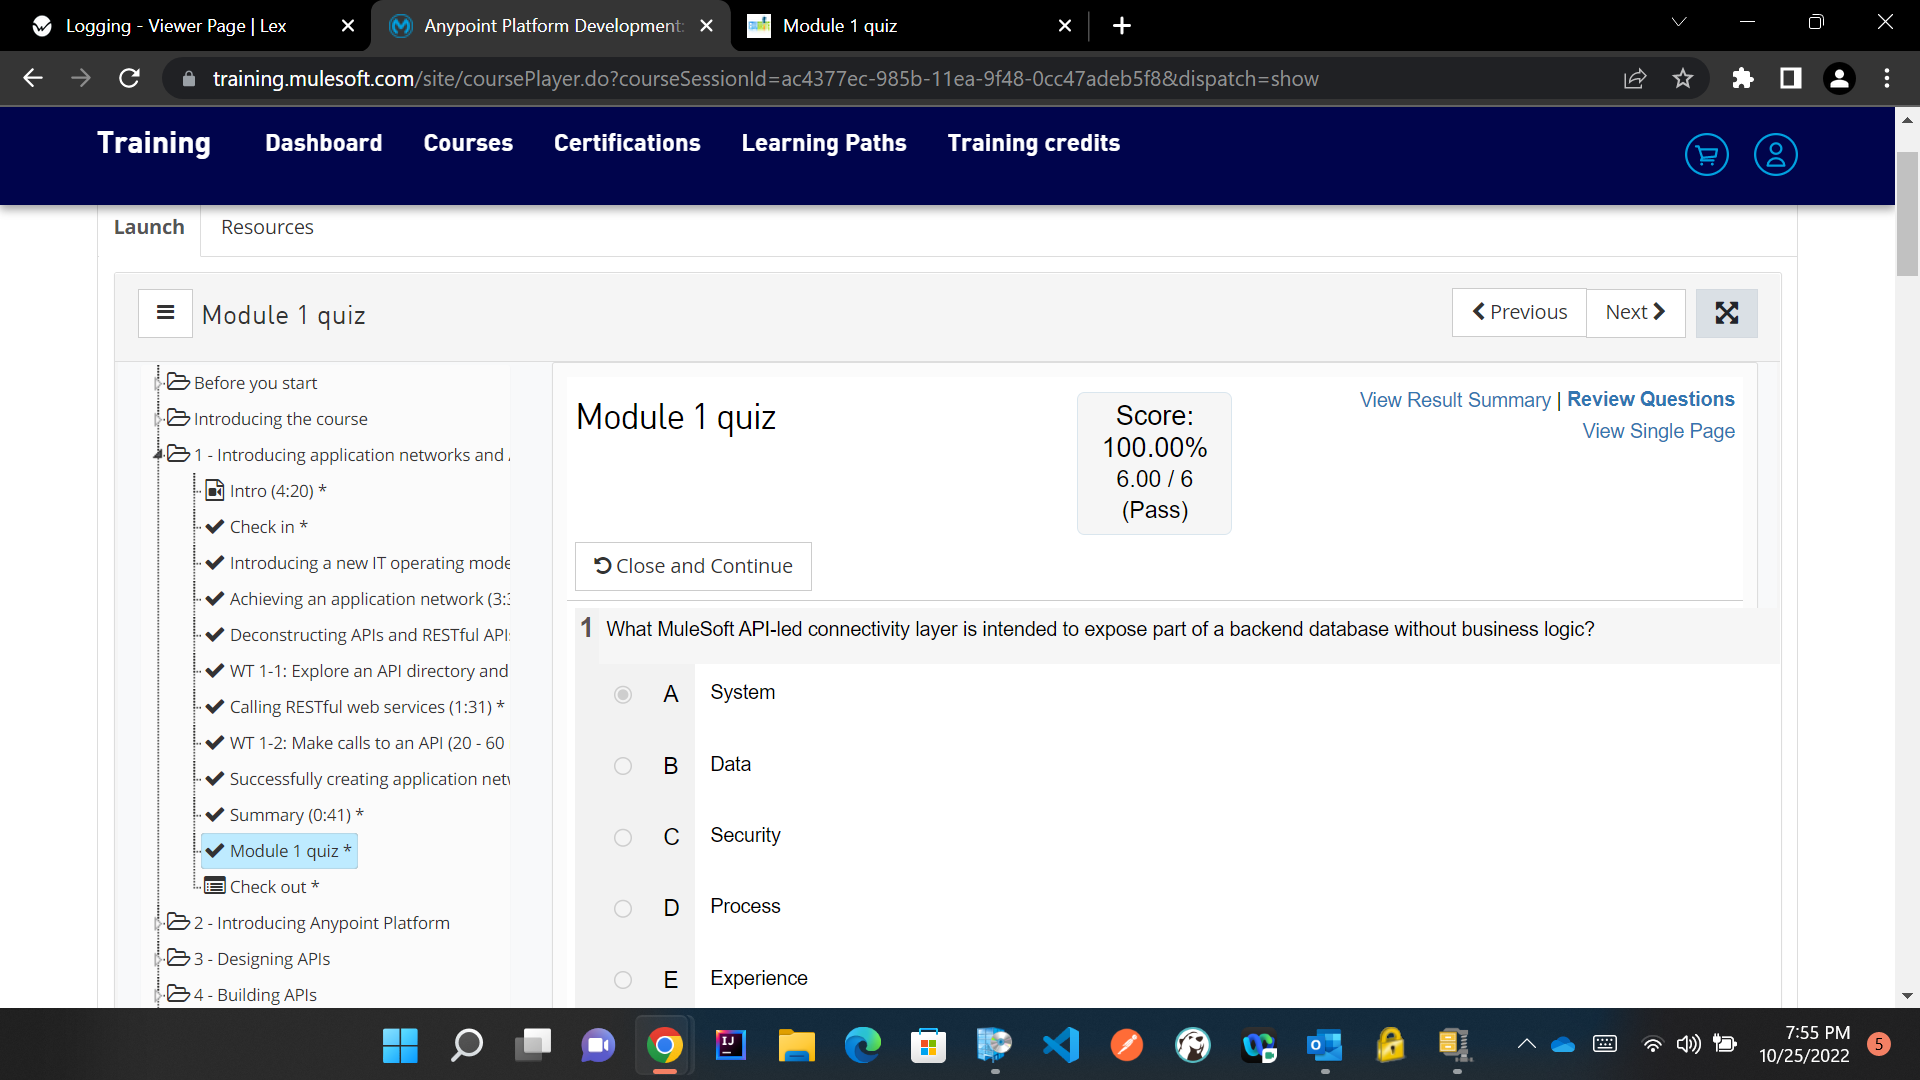 Logging - Viewer Page | Lex
Anypoint Platform Development:
Module 1 quiz
training.mulesoft.com/site/coursePlayer.do?courseSessionId=ac4377ec-985b-11ea-9f48-0cc47adeb5f8&dispatch=show
Training
Dashboard
Courses
Certifications
Learning Paths
Training credits
Launch
Resources
Module 1 quiz
Previous
Next
Before you start
Introducing the course
1 - Introducing application networks and
Intro (4:20) *
Check in *
Introducing a new IT operating mode
Achieving an application network (3:3
Deconstructing APIs and RESTful API
WT 1-1: Explore an API directory and
Calling RESTful web services (1:31) *
WT 1-2: Make calls to an API (20 - 60
Successfully creating application netw
Summary (0:41) *
Module 1 quiz *
Check out *
2 - Introducing Anypoint Platform
3 - Designing APIs
4 - Building APIs
Module 1 quiz
Score:
100.00%
6.00 / 6
(Pass)
View Result Summary | Review Questions
View Single Page
Close and Continue
1 What MuleSoft API-led connectivity layer is intended to expose part of a backend database without business logic?
A System
B Data
C Security
D Process
E Experience
IJ
7:55 PM
10/25/2022
5